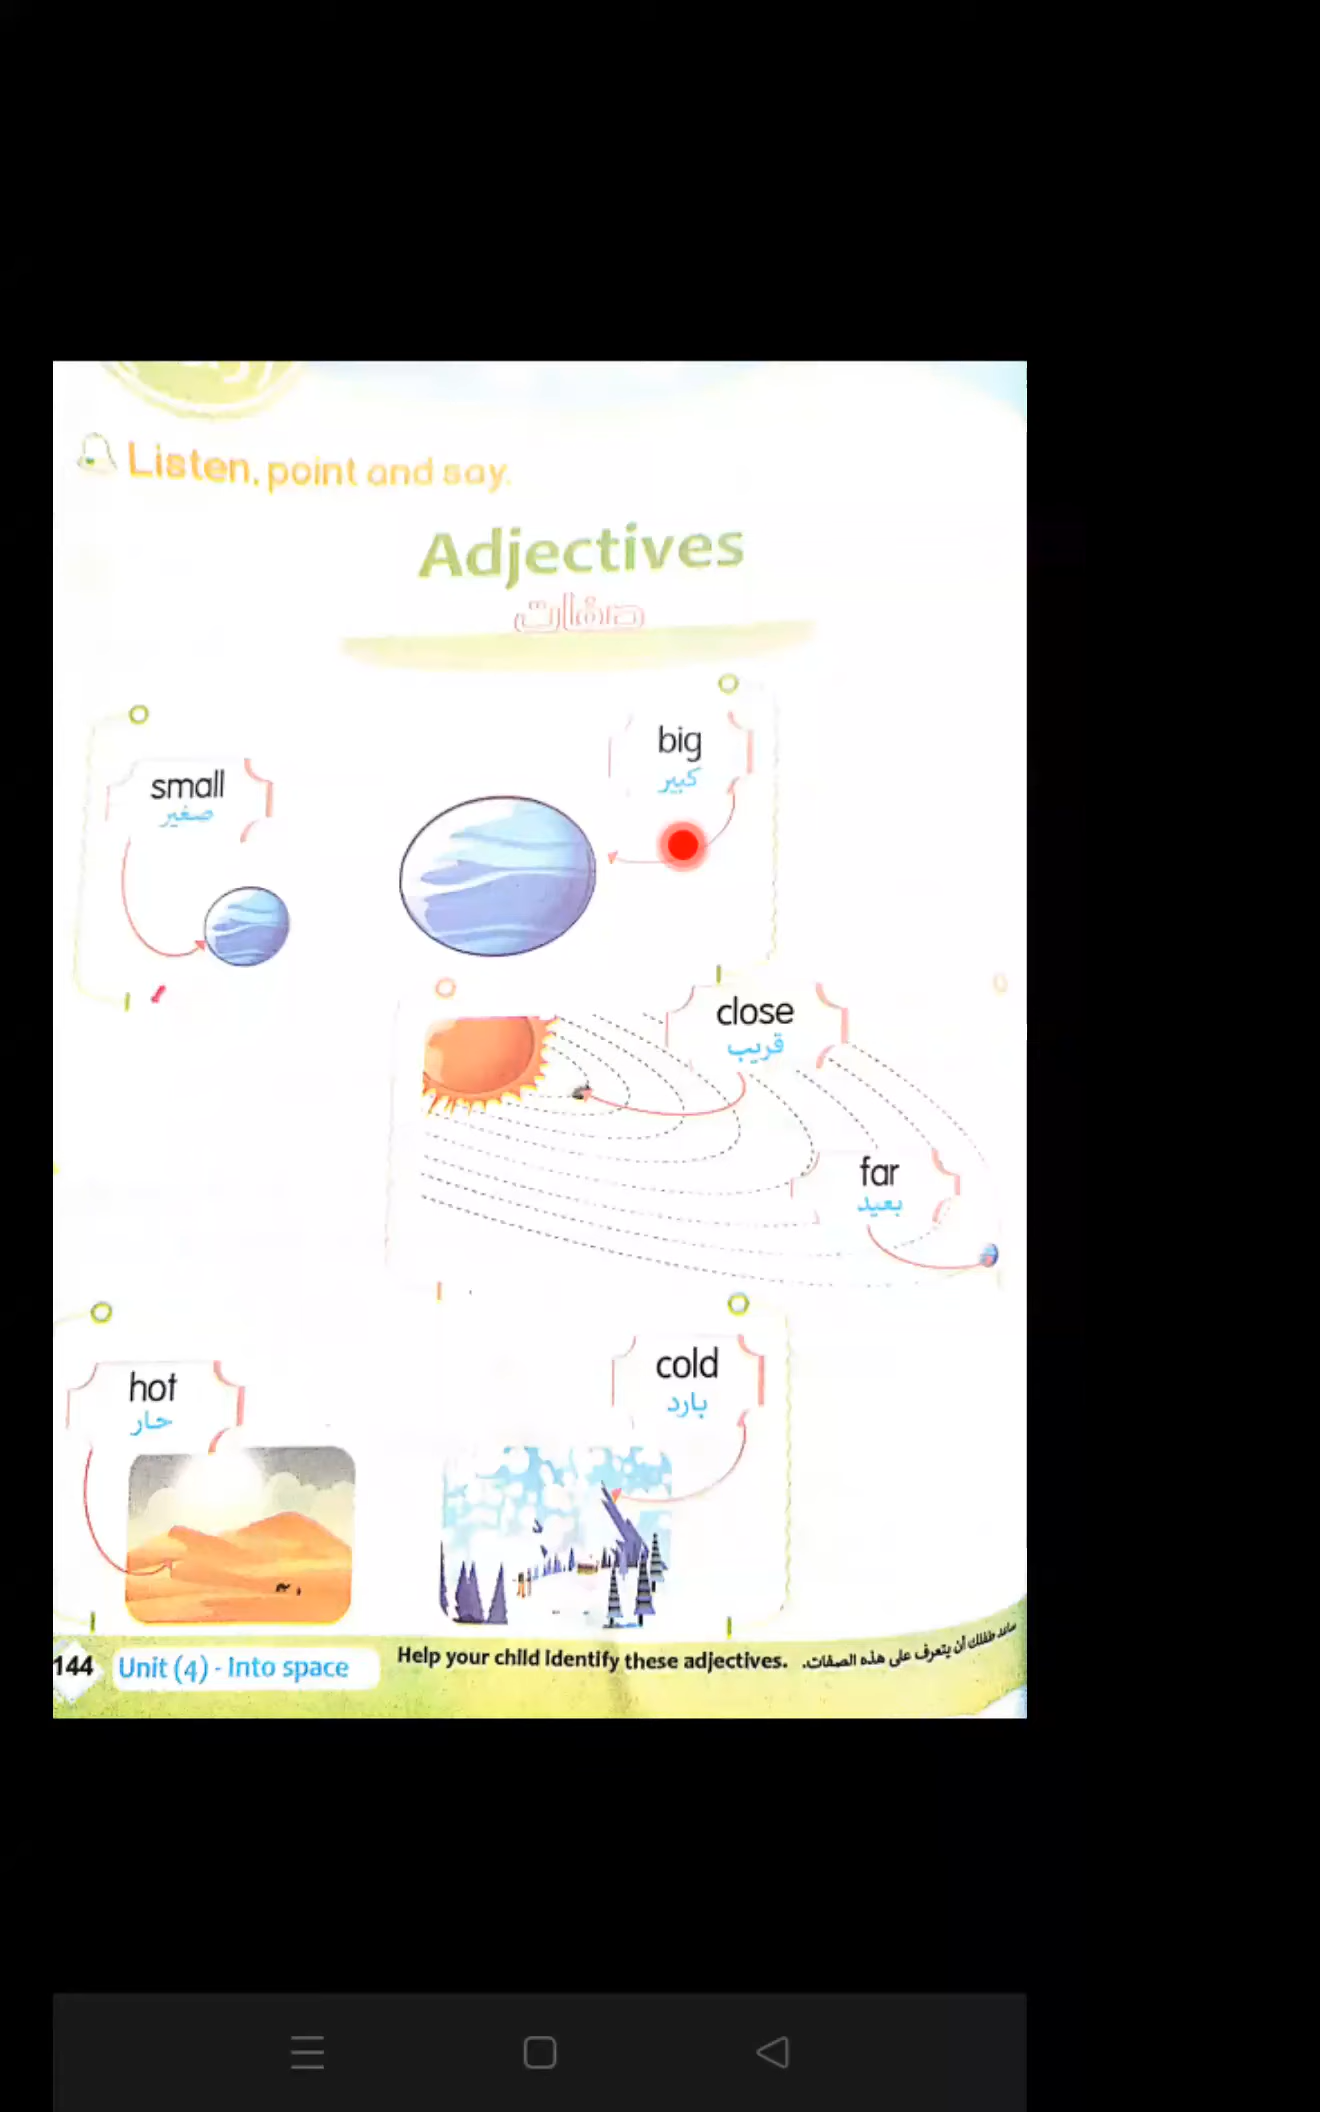 Listen, point and say.
Adjectives
صفات
small
صغير
big
كبير
close
قريب
far
بعيد
hot
حار
cold
بارد
144 Unit (4) - Into space
Help your child identify these adjectives. ساعد طفلك أن يتعرف على هذه الصفات.